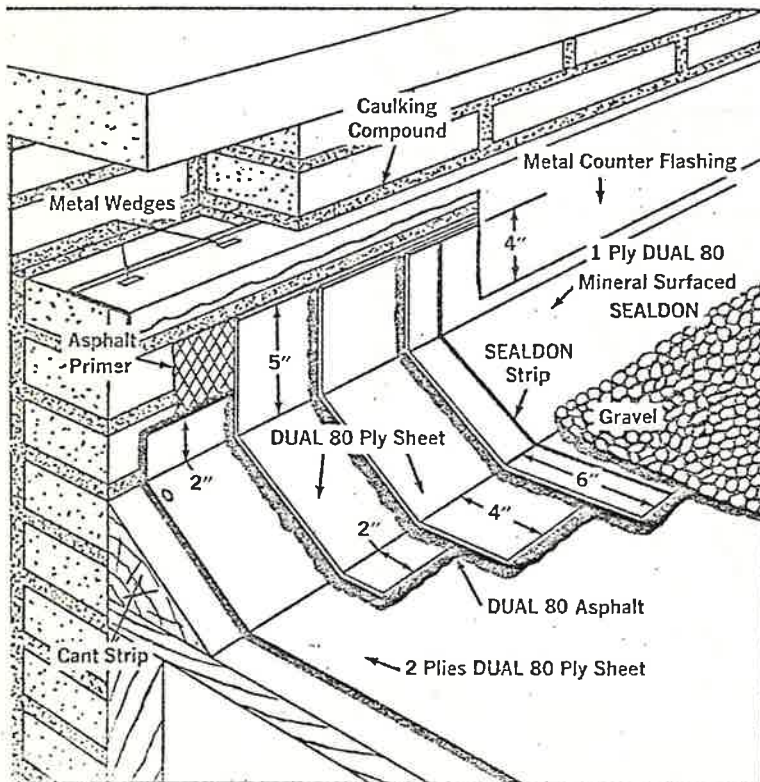 Caulking
Compound
Metal Counter Flashing
Metal Wedges
4″
1 Ply DUAL 80
Mineral Surfaced
SEALDON
Asphalt
Primer
5″
SEALDON
Strip
Gravel
DUAL 80 Ply Sheet
2″
6″
4″
2″
DUAL 80 Asphalt
Cant Strip
2 Plies DUAL 80 Ply Sheet